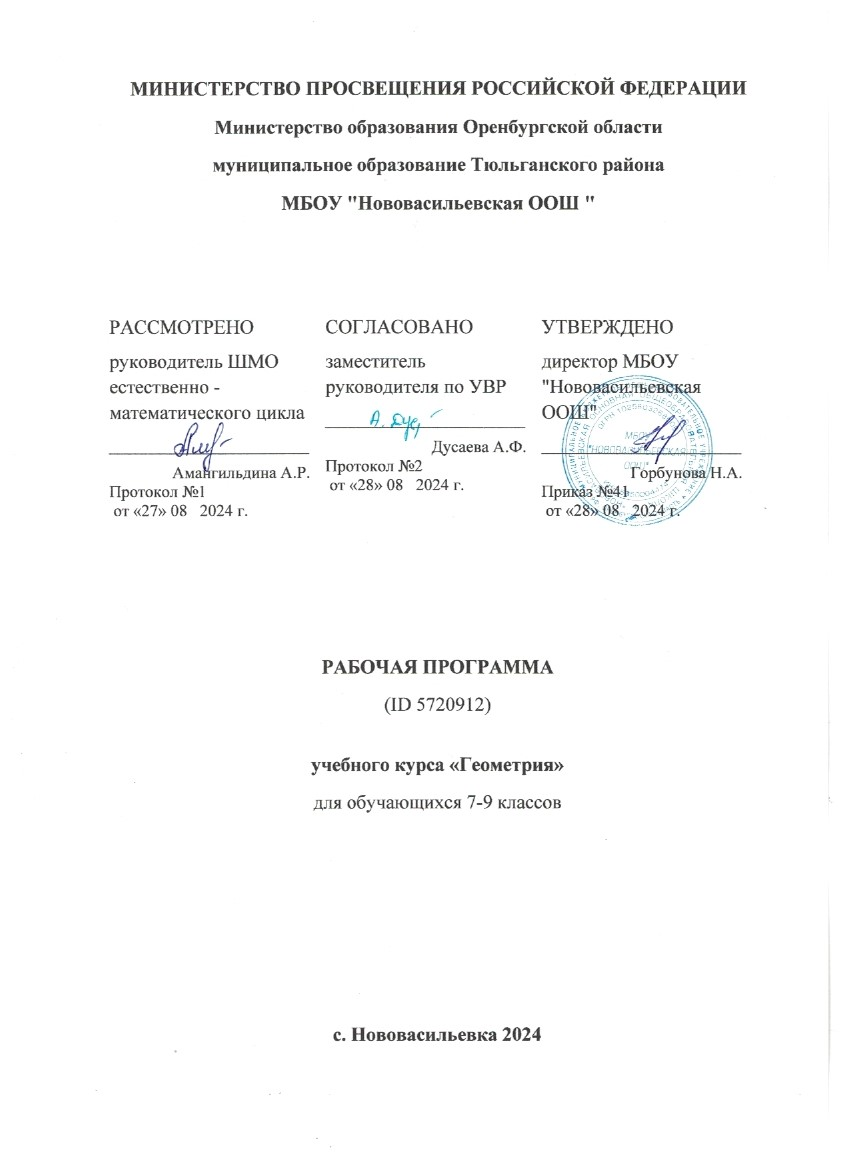 МИНИСТЕРСТВО ПРОСВЕЩЕНИЯ РОССИЙСКОЙ ФЕДЕРАЦИИ
Министерство образования Оренбургской области
муниципальное образование Тюльганского района
МБОУ "Нововасильевская ООШ "
РАССМОТРЕНО
руководитель ШМО
естественно -
математического цикла
Амангильдина А.Р.
Протокол №1
от «27» 08 2024 г.
СОГЛАСОВАНО
заместитель
руководителя по УВР
А. Дус
Дусаева А.Ф.
Протокол №2
от «28» 08 2024 г.
УТВЕРЖДЕНО
директор МБОУ
"Нововасильевская
ООШ"
Горбунова Н.А.
Приказ №41
от «28» 08 2024 г.
РАБОЧАЯ ПРОГРАММА
(ID 5720912)
учебного курса «Геометрия»
для обучающихся 7-9 классов
с. Нововасильевка 2024